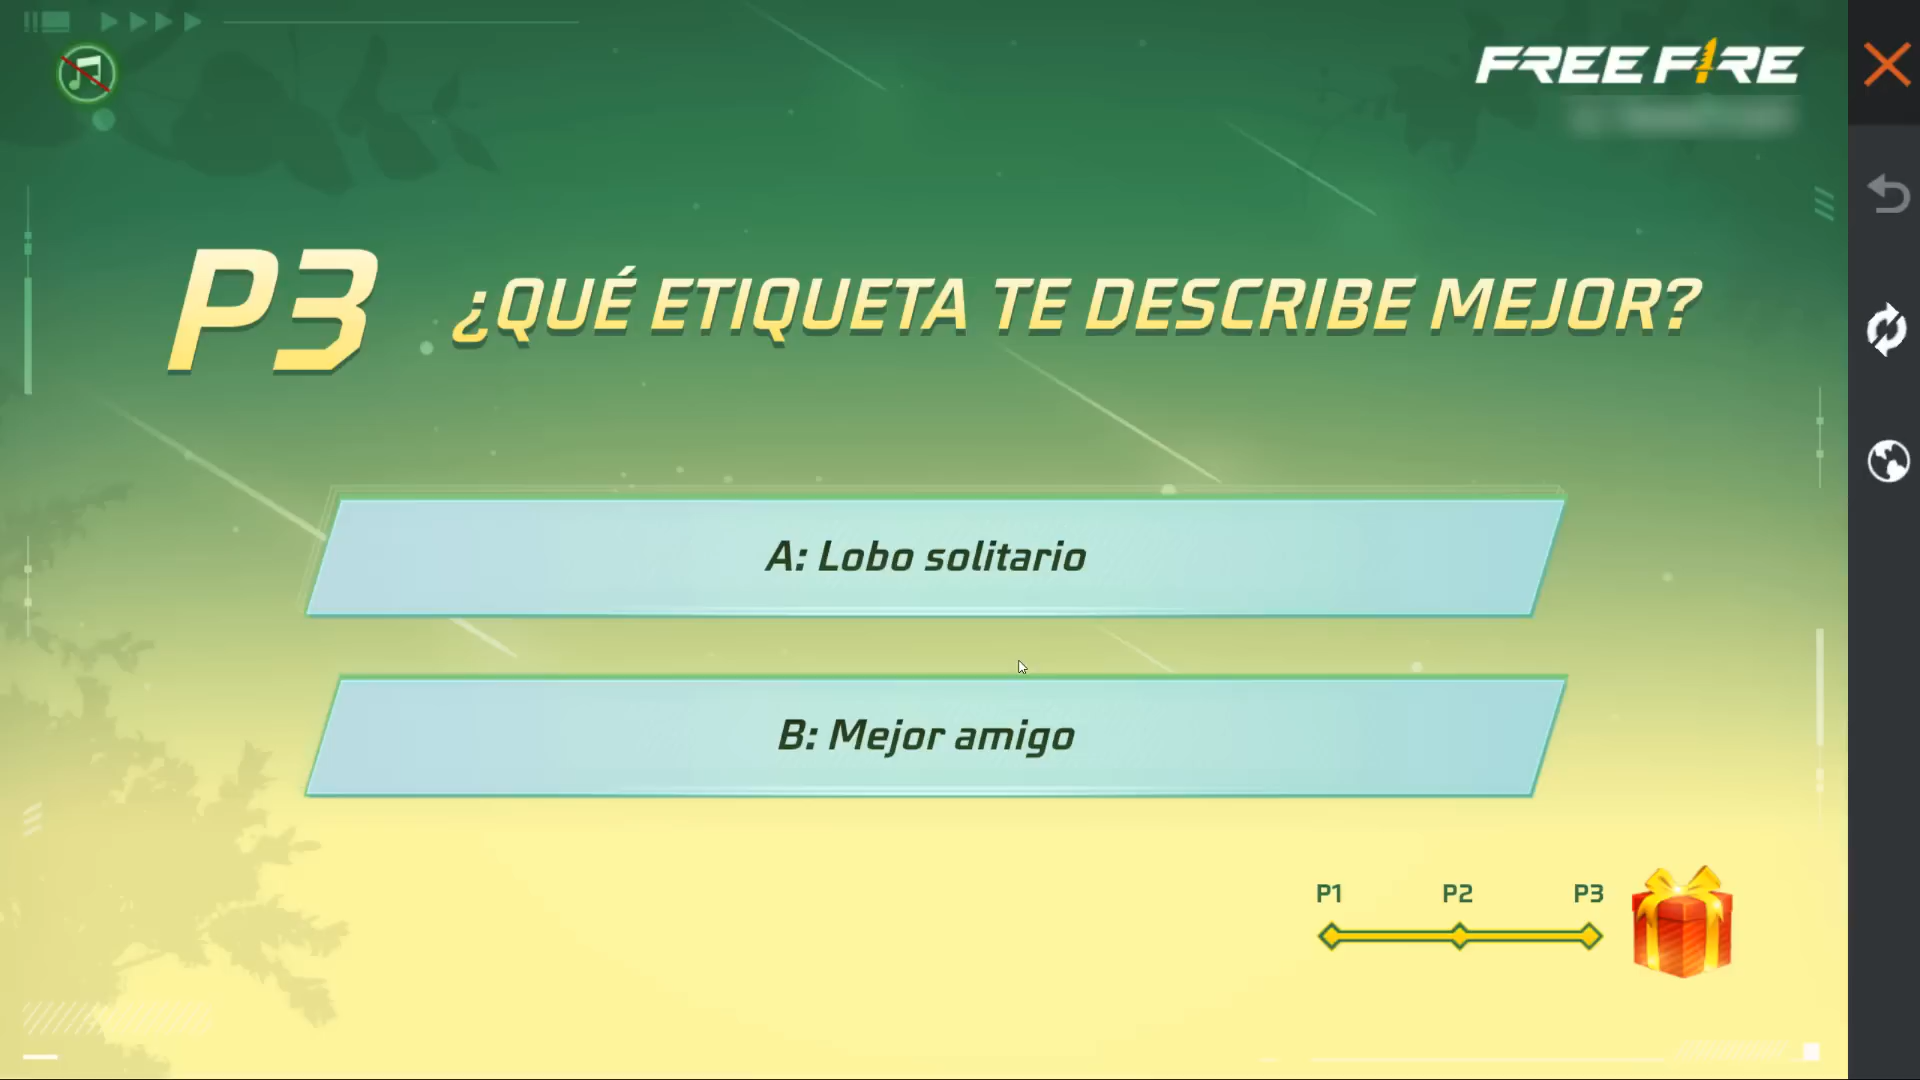 FREE FIRE
P3
¿QUÉ ETIQUETA TE DESCRIBE MEJOR?
A: Lobo solitario
B: Mejor amigo
P1 P2 P3